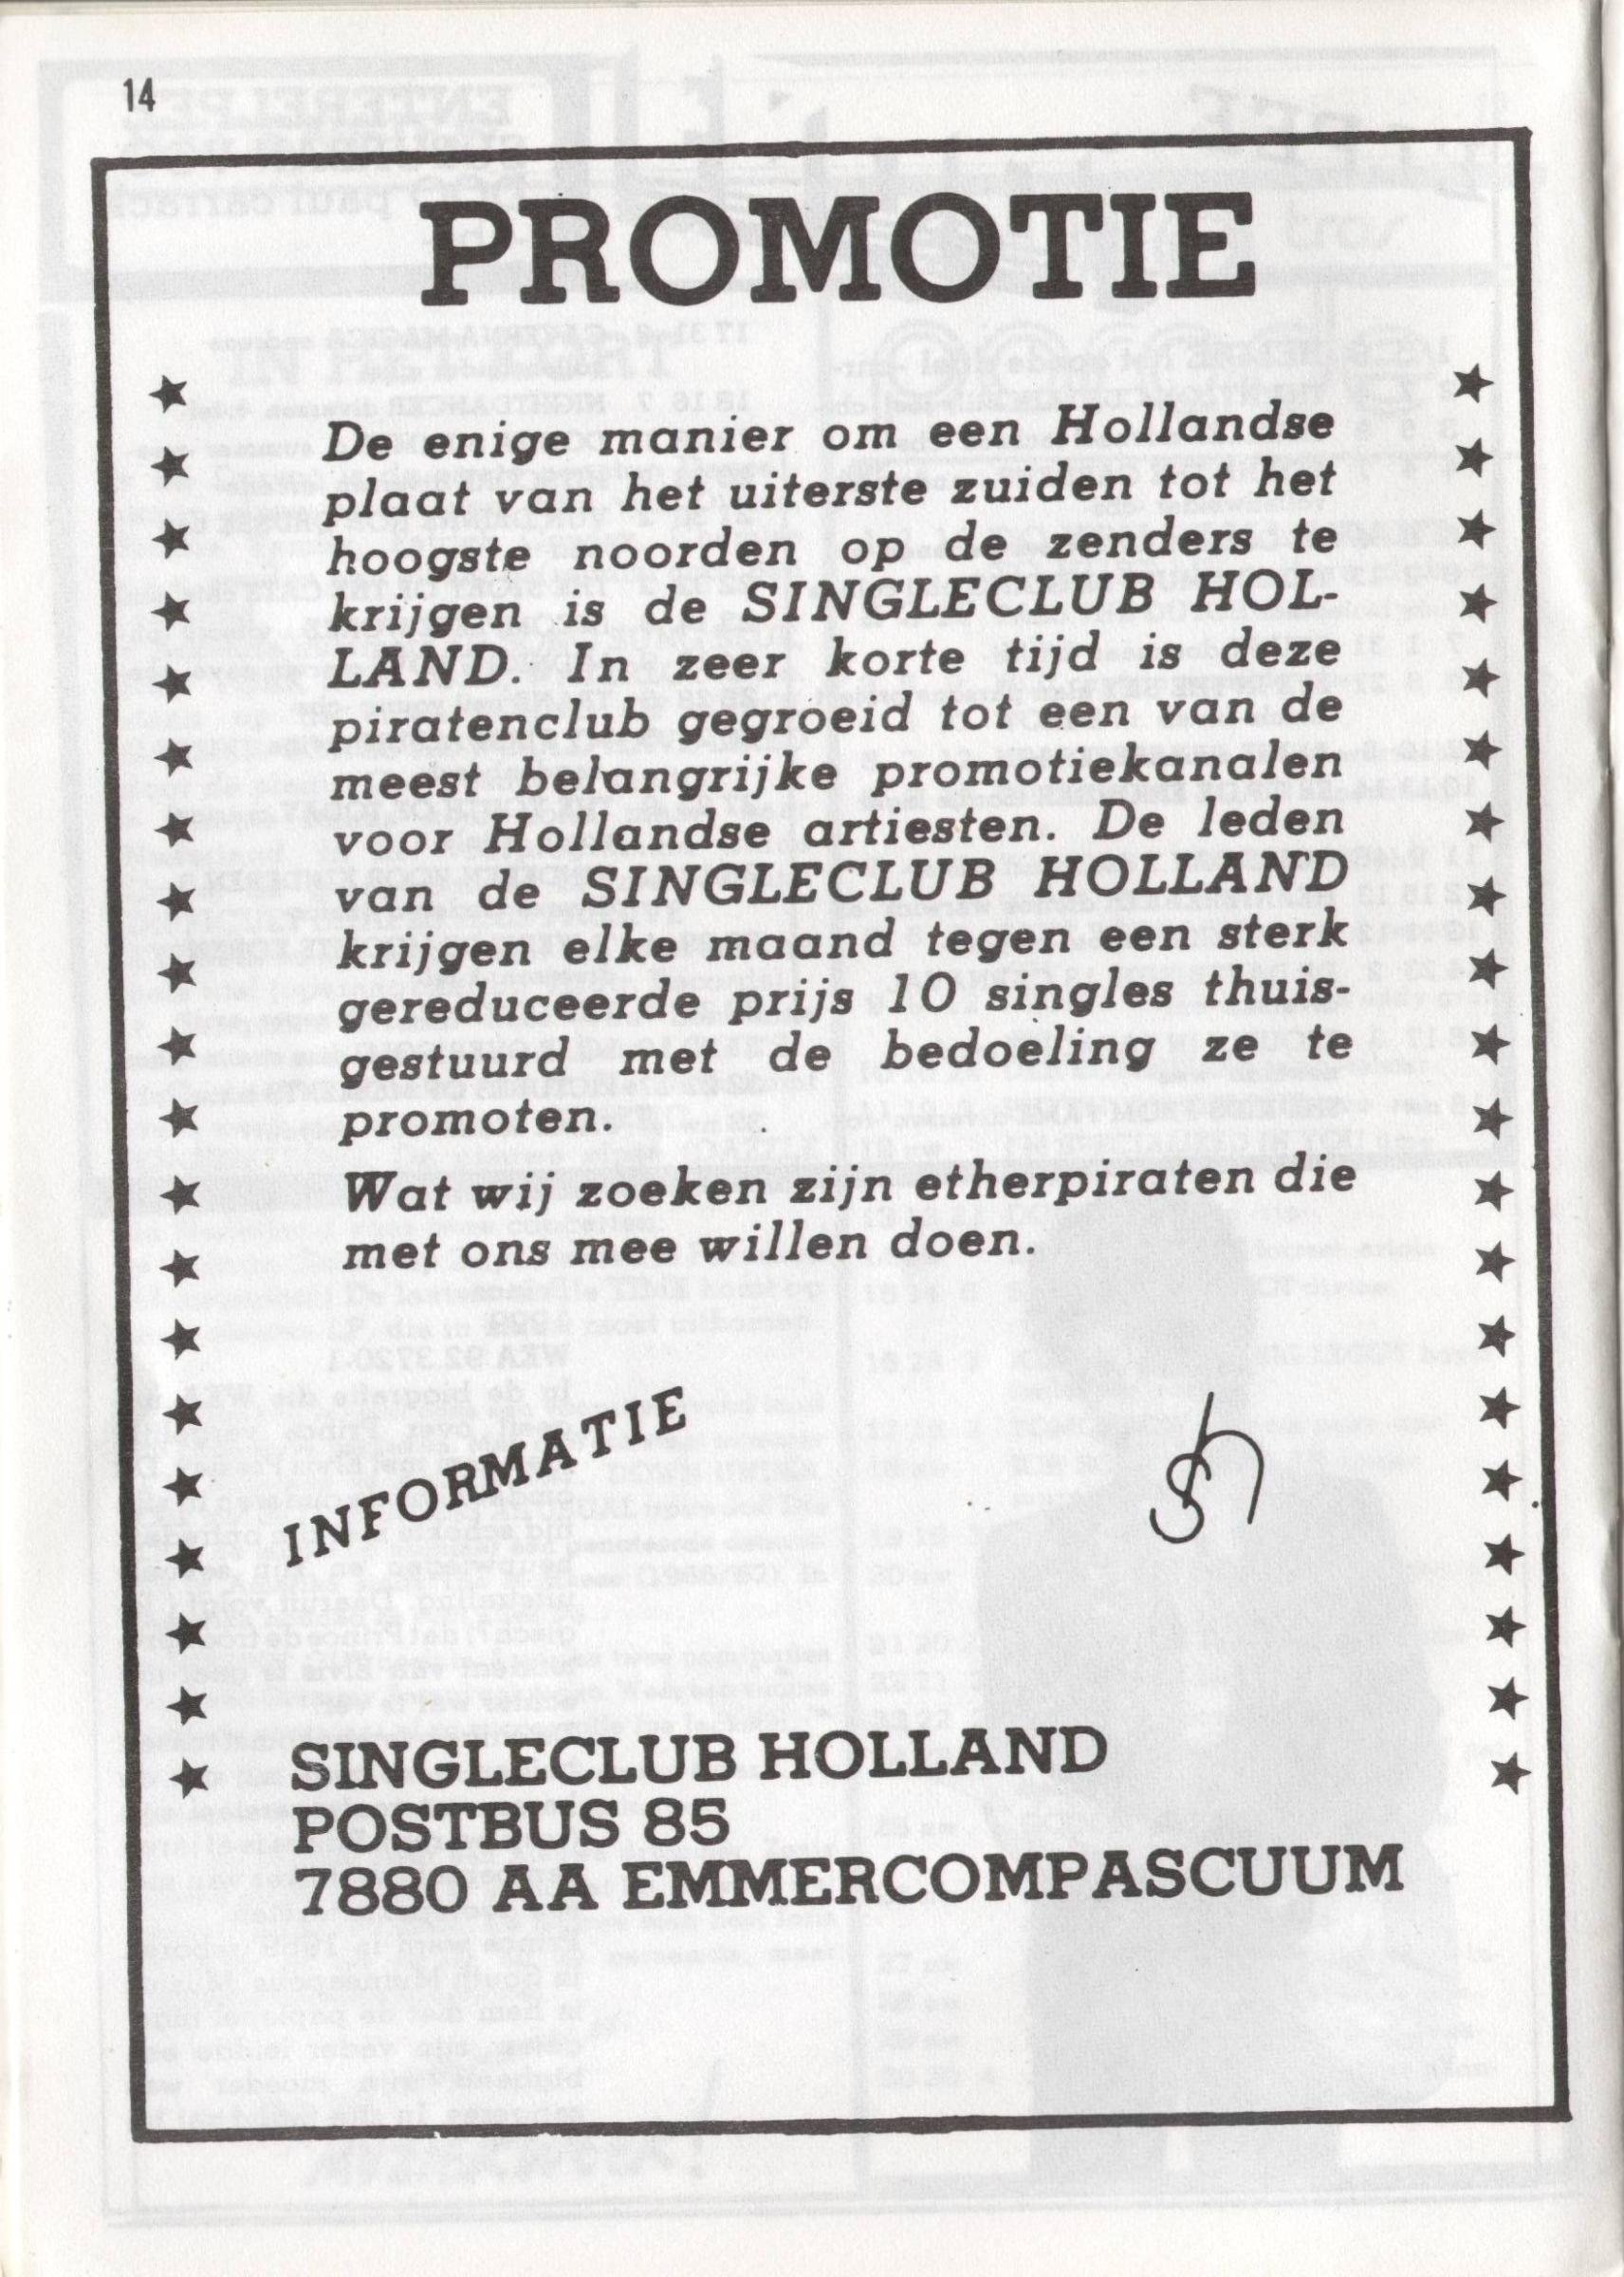 14
PROMOTIE
De enige manier om een Hollandse
plaat van het uiterste zuiden tot het
hoogste noorden op de zenders te
krijgen is de SINGLECLUB HOL-
LAND. In zeer korte tijd is deze
piratenclub gegroeid tot een van de
meest belangrijke promotiekanalen
voor Hollandse artiesten. De leden
van de SINGLECLUB HOLLAND
krijgen elke maand tegen een sterk
gereduceerde prijs 10 singles thuis-
gestuurd met de bedoeling ze te
promoten.
Wat wij zoeken zijn etherpiraten die
met ons mee willen doen.
INFORMATIE
sh
SINGLECLUB HOLLAND
POSTBUS 85
7880 AA EMMERCOMPASCUUM